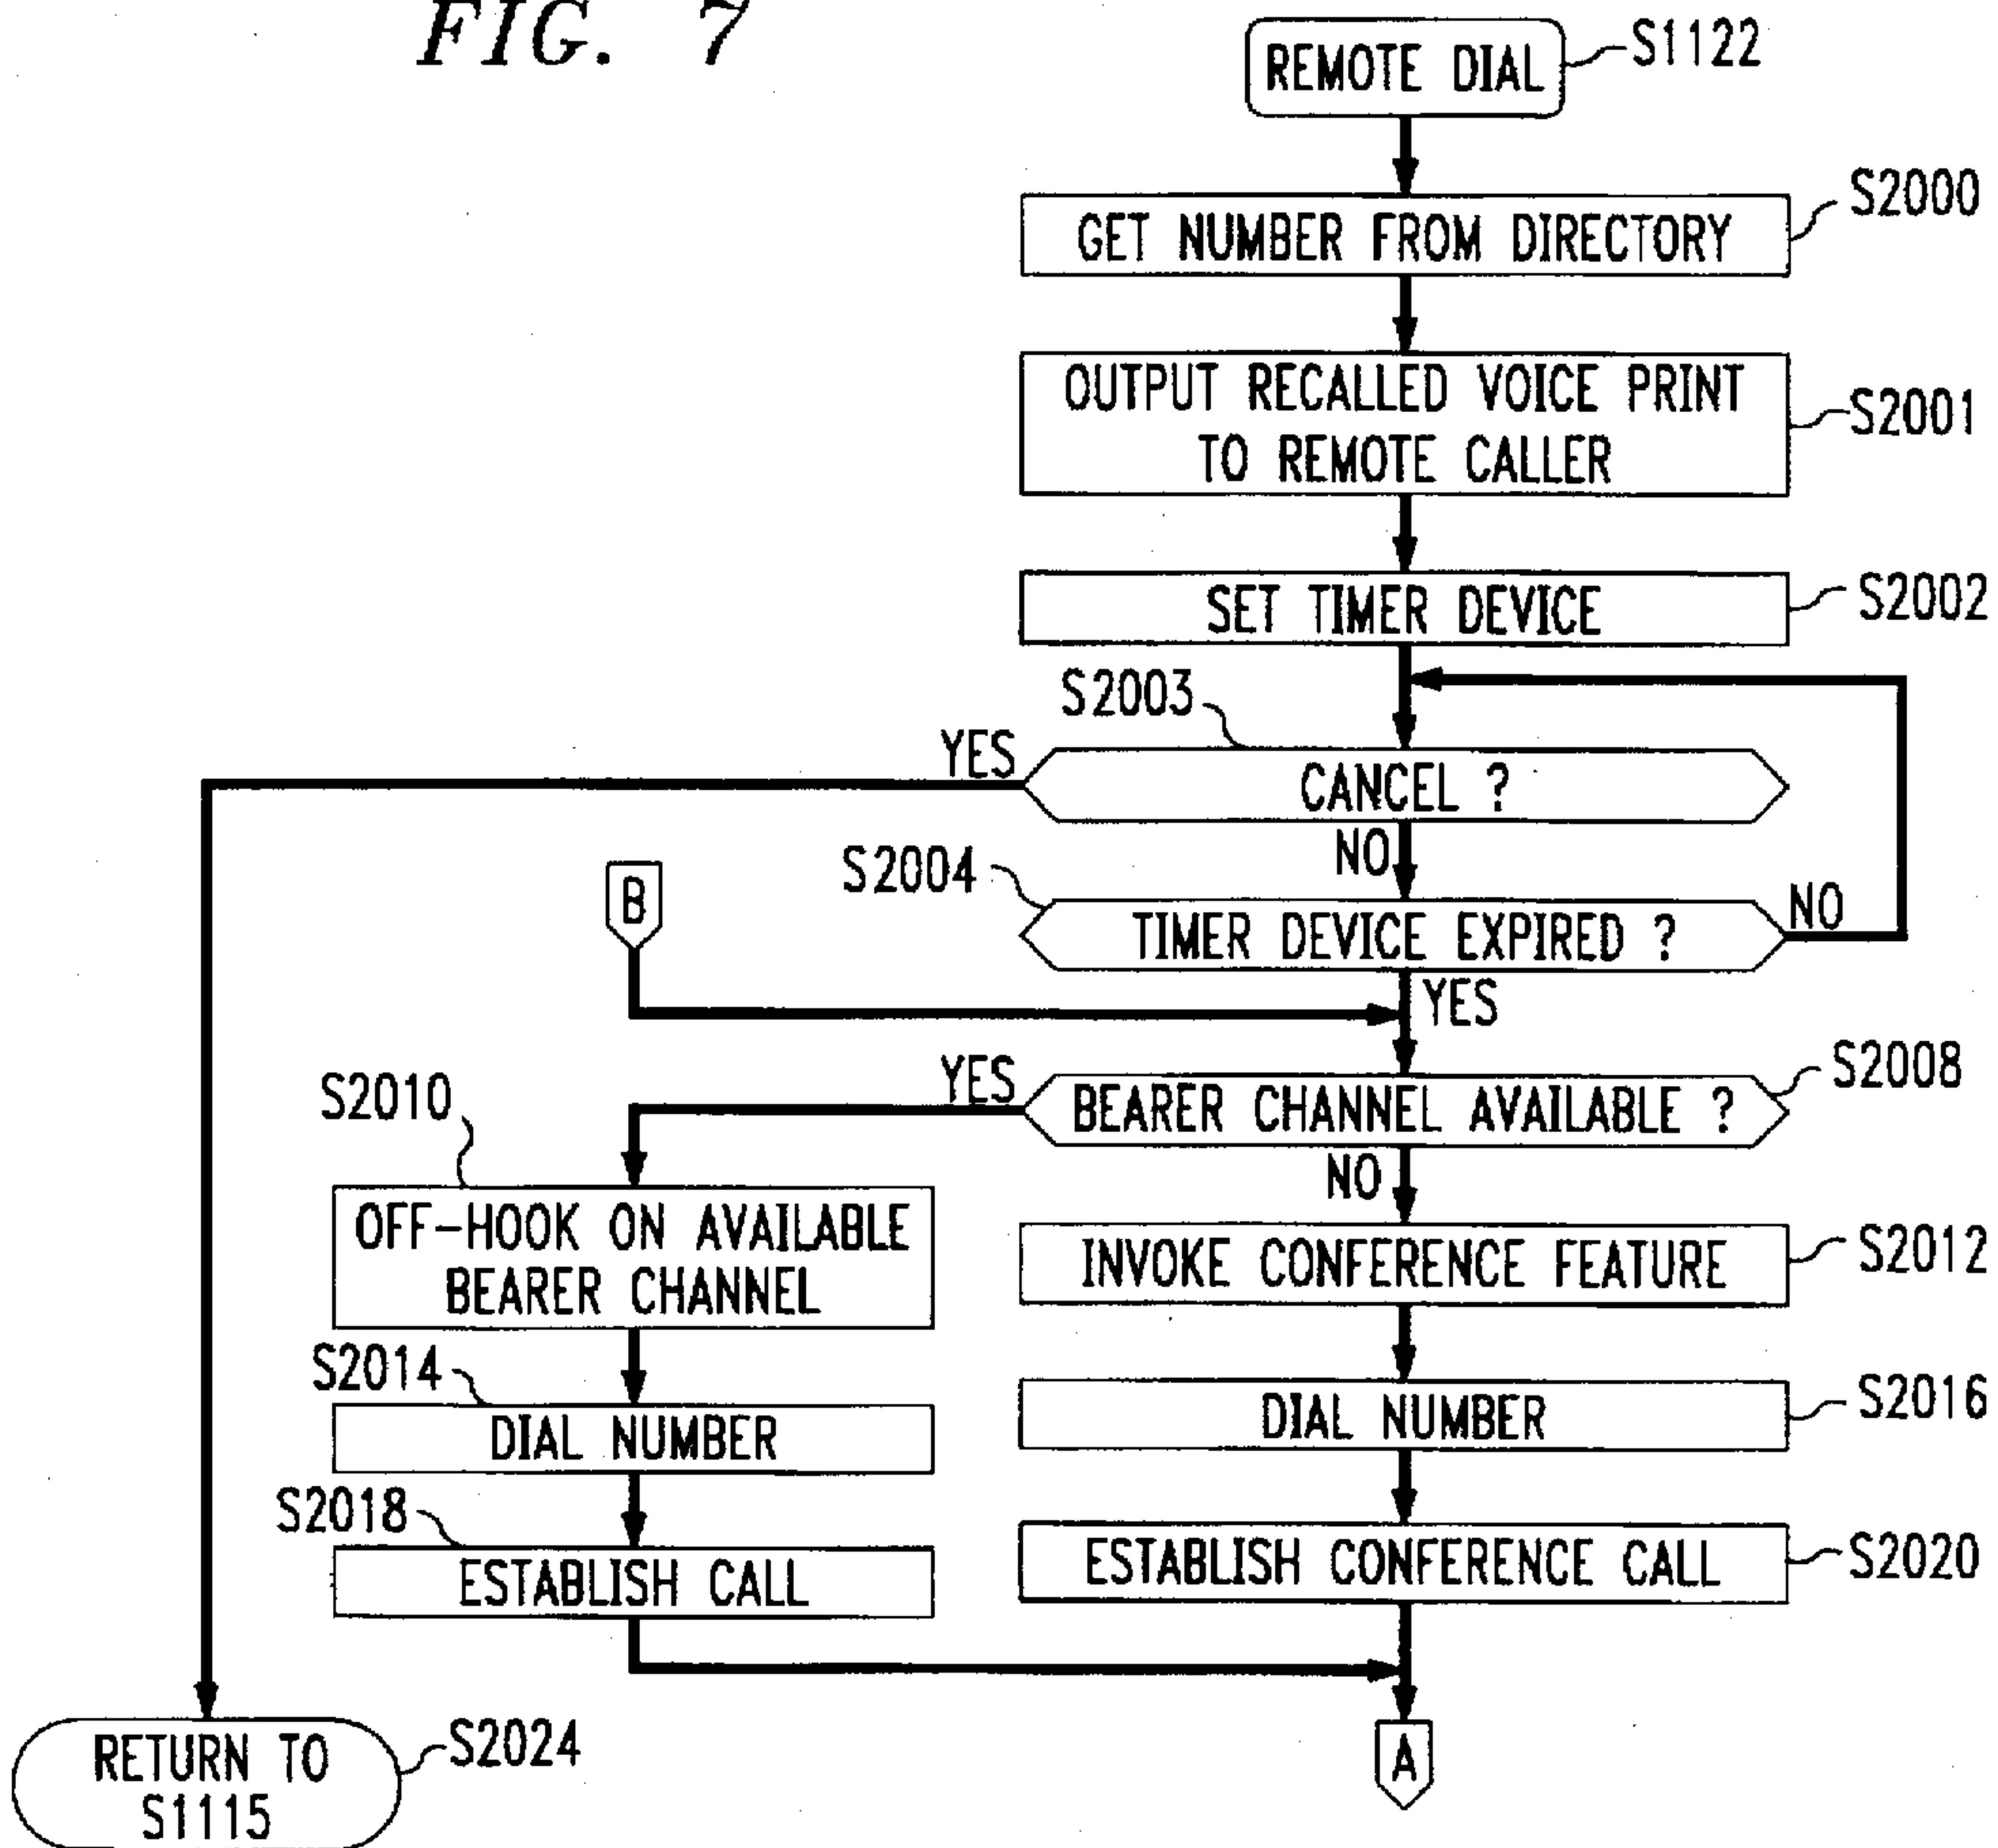 FIG. 7
REMOTE DIAL
S1122
GET NUMBER FROM DIRECTORY
S2000
OUTPUT RECALLED VOICE PRINT
TO REMOTE CALLER
S2001
SET TIMER DEVICE
S2002
S2003
YES
CANCEL ?
NO
S2004
B
TIMER DEVICE EXPIRED ?
NO
YES
S2008
YES
BEARER CHANNEL AVAILABLE ?
NO
S2010
OFF-HOOK ON AVAILABLE
BEARER CHANNEL
INVOKE CONFERENCE FEATURE
S2012
S2014
DIAL NUMBER
DIAL NUMBER
S2016
S2018
ESTABLISH CALL
ESTABLISH CONFERENCE CALL
S2020
RETURN TO
S1115
S2024
A